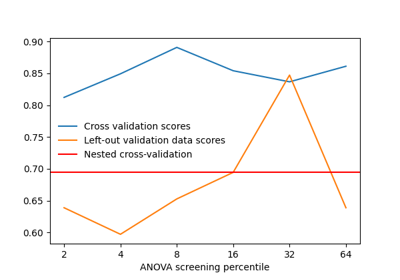 0.90
0.85
0.80
0.75
0.70
0.65
0.60
Cross validation scores
Left-out validation data scores
Nested cross-validation
2 4 8 16 32 64
ANOVA screening percentile